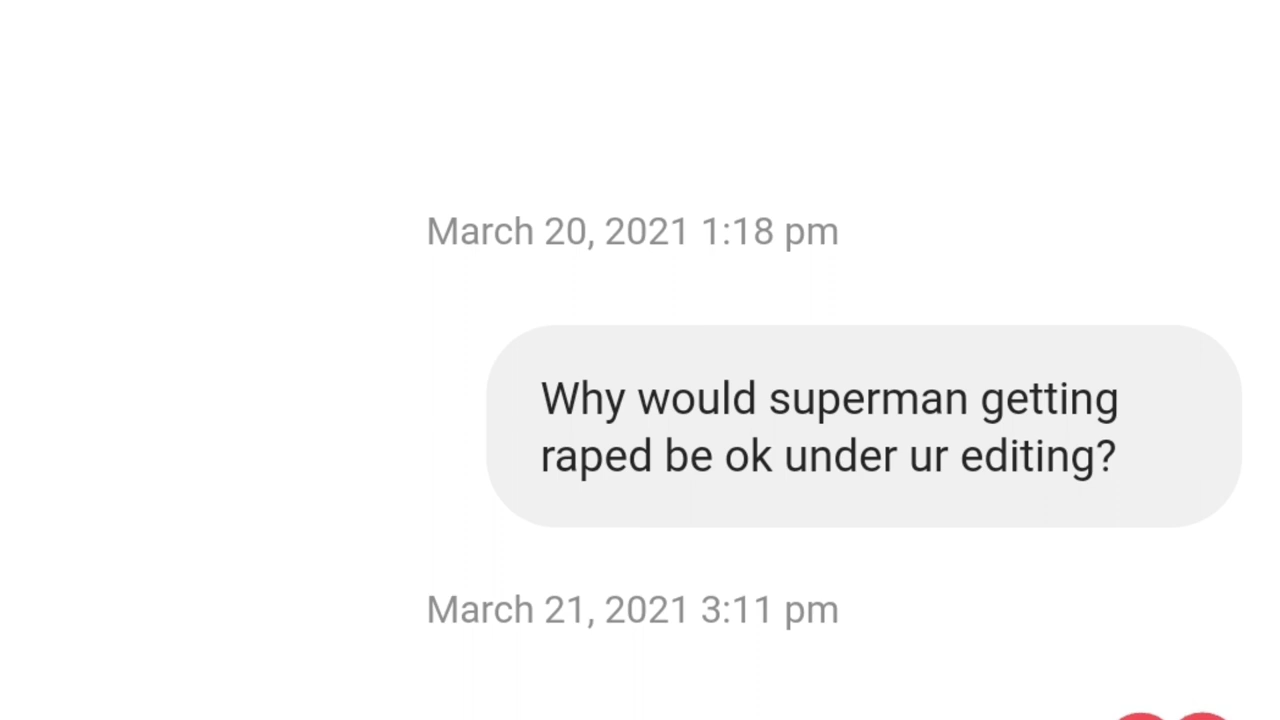 March 20, 2021 1:18 pm
Why would superman getting
raped be ok under ur editing?
March 21, 2021 3:11 pm